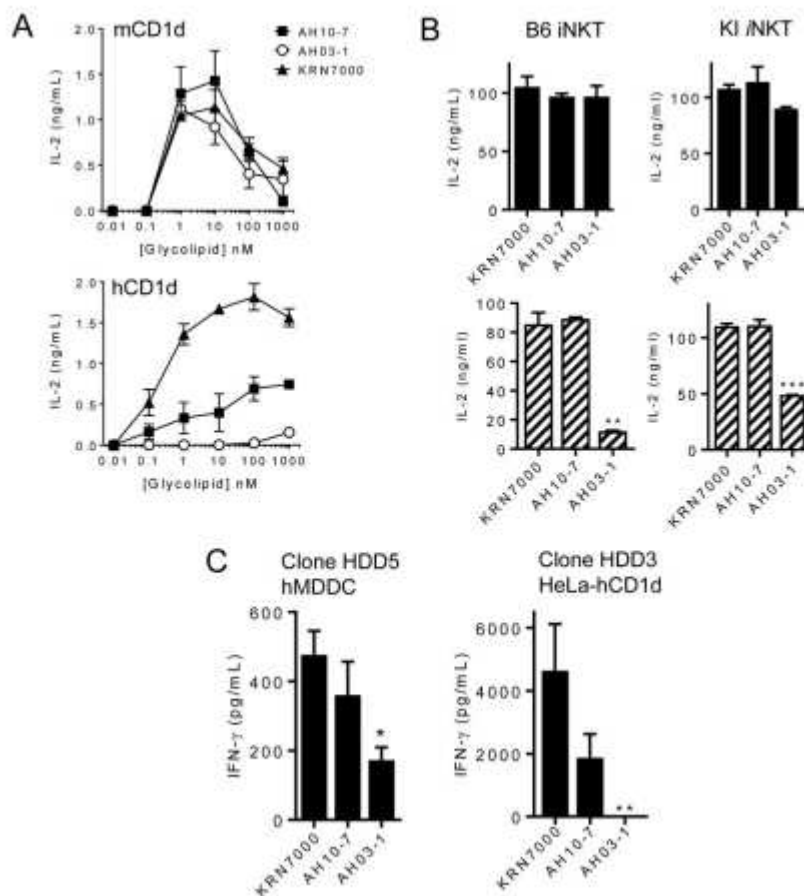 A
mCD1d
AH10-7
AH03-1
KRN7000
IL-2 (ng/mL)
2.0
1.5
1.0
0.5
0.0
0.01 0.1 1 10 100 1000
[Glycolipid] nM
hCD1d
IL-2 (ng/mL)
2.0
1.5
1.0
0.5
0.0
0.01 0.1 1 10 100 1000
[Glycolipid] nM
B
B6 iNKT
IL-2 (ng/mL)
100
50
0
KRN7000
AH10-7
AH03-1
KI iNKT
IL-2 (ng/ml)
150
100
50
0
KRN7000
AH10-7
AH03-1
IL-2 (ng/ml)
100
80
60
40
20
0
**
KRN7000
AH10-7
AH03-1
IL-2 (ng/ml)
150
100
50
0
***
KRN7000
AH10-7
AH03-1
C
Clone HDD5
hMDDC
IFN-γ (pg/mL)
600
400
200
0
*
KRN7000
AH10-7
AH03-1
Clone HDD3
HeLa-hCD1d
IFN-γ (pg/mL)
6000
4000
2000
0
**
KRN7000
AH10-7
AH03-1